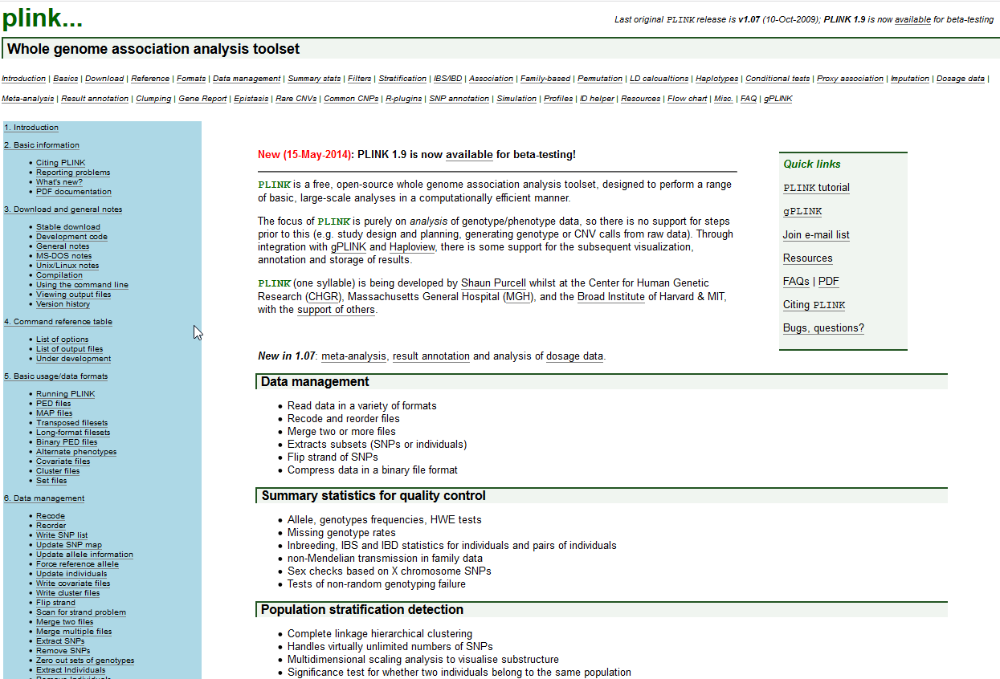 plink...
Last original PLINK release is v1.07 (10-Oct-2009); PLINK 1.9 is now available for beta-testing
Whole genome association analysis toolset
Introduction | Basics | Download | Reference | Formats | Data management | Summary stats | Filters | Stratification | IBS/IBD | Association | Family-based | Permutation | LD calcualtions | Haplotypes | Conditional tests | Proxy association | Imputation | Dosage data |
Meta-analysis | Result annotation | Clumping | Gene Report | Epistasis | Rare CNVs | Common CNPs | R-plugins | SNP annotation | Simulation | Profiles | ID helper | Resources | Flow chart | Misc. | FAQ | gPLINK
1. Introduction
2. Basic information
Citing PLINK
Reporting problems
What's new?
PDF documentation
3. Download and general notes
Stable download
Development code
General notes
MS-DOS notes
Unix/Linux notes
Compilation
Using the command line
Viewing output files
Version history
4. Command reference table
List of options
List of output files
Under development
5. Basic usage/data formats
Running PLINK
PED files
MAP files
Transposed filesets
Long-format filesets
Binary PED files
Alternate phenotypes
Covariate files
Cluster files
Set files
6. Data management
Recode
Reorder
Write SNP list
Update SNP map
Update allele information
Force reference allele
Update individuals
Write covariate files
Write cluster files
Flip strand
Scan for strand problem
Merge two files
Merge multiple files
Extract SNPs
Remove SNPs
Zero out sets of genotypes
Extract Individuals
New (15-May-2014): PLINK 1.9 is now available for beta-testing!
PLINK is a free, open-source whole genome association analysis toolset, designed to perform a range
of basic, large-scale analyses in a computationally efficient manner.
The focus of PLINK is purely on analysis of genotype/phenotype data, so there is no support for steps
prior to this (e.g. study design and planning, generating genotype or CNV calls from raw data). Through
integration with gPLINK and Haploview, there is some support for the subsequent visualization,
annotation and storage of results.
PLINK (one syllable) is being developed by Shaun Purcell whilst at the Center for Human Genetic
Research (CHGR), Massachusetts General Hospital (MGH), and the Broad Institute of Harvard & MIT,
with the support of others.
New in 1.07: meta-analysis, result annotation and analysis of dosage data.
Quick links
PLINK tutorial
gPLINK
Join e-mail list
Resources
FAQs | PDF
Citing PLINK
Bugs, questions?
Data management
Read data in a variety of formats
Recode and reorder files
Merge two or more files
Extracts subsets (SNPs or individuals)
Flip strand of SNPs
Compress data in a binary file format
Summary statistics for quality control
Allele, genotypes frequencies, HWE tests
Missing genotype rates
Inbreeding, IBS and IBD statistics for individuals and pairs of individuals
non-Mendelian transmission in family data
Sex checks based on X chromosome SNPs
Tests of non-random genotyping failure
Population stratification detection
Complete linkage hierarchical clustering
Handles virtually unlimited numbers of SNPs
Multidimensional scaling analysis to visualise substructure
Significance test for whether two individuals belong to the same population